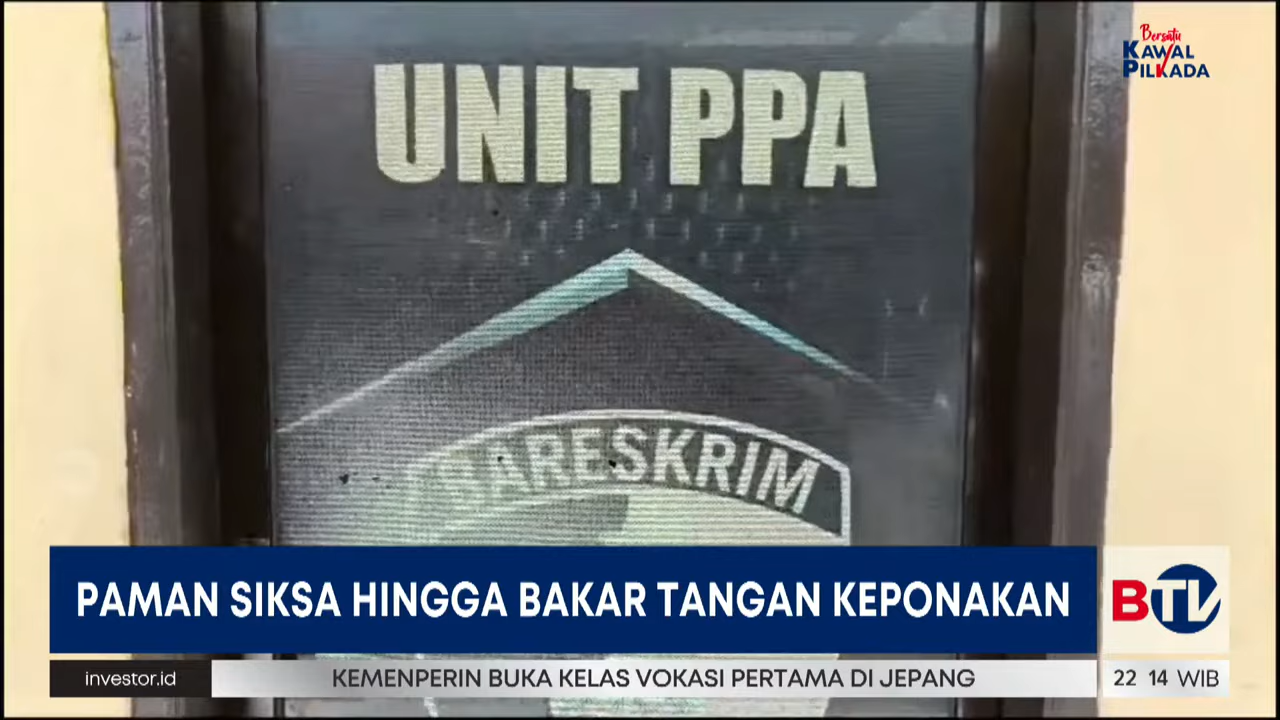 Bersatu
KAWAL
PILKADA
UNIT PPA
BARESKRIM
PAMAN SIKSA HINGGA BAKAR TANGAN KEPONAKAN
BTV
investor.id
KEMENPERIN BUKA KELAS VOKASI PERTAMA DI JEPANG
22 14 WIB